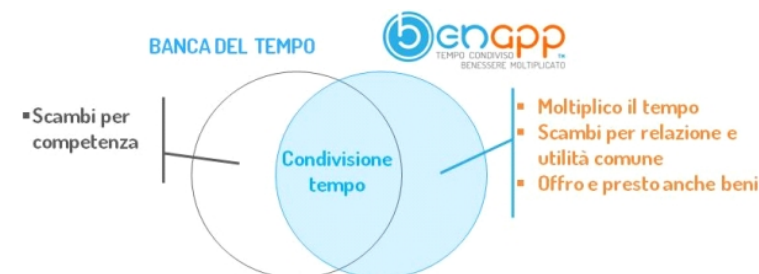 BANCA DEL TEMPO
benapp™
TEMPO CONDIVISO
BENESSERE MOLTIPLICATO
▪Scambi per
competenza
Condivisione
tempo
▪ Moltiplico il tempo
▪ Scambi per relazione e
utilità comune
▪ Offro e presto anche beni